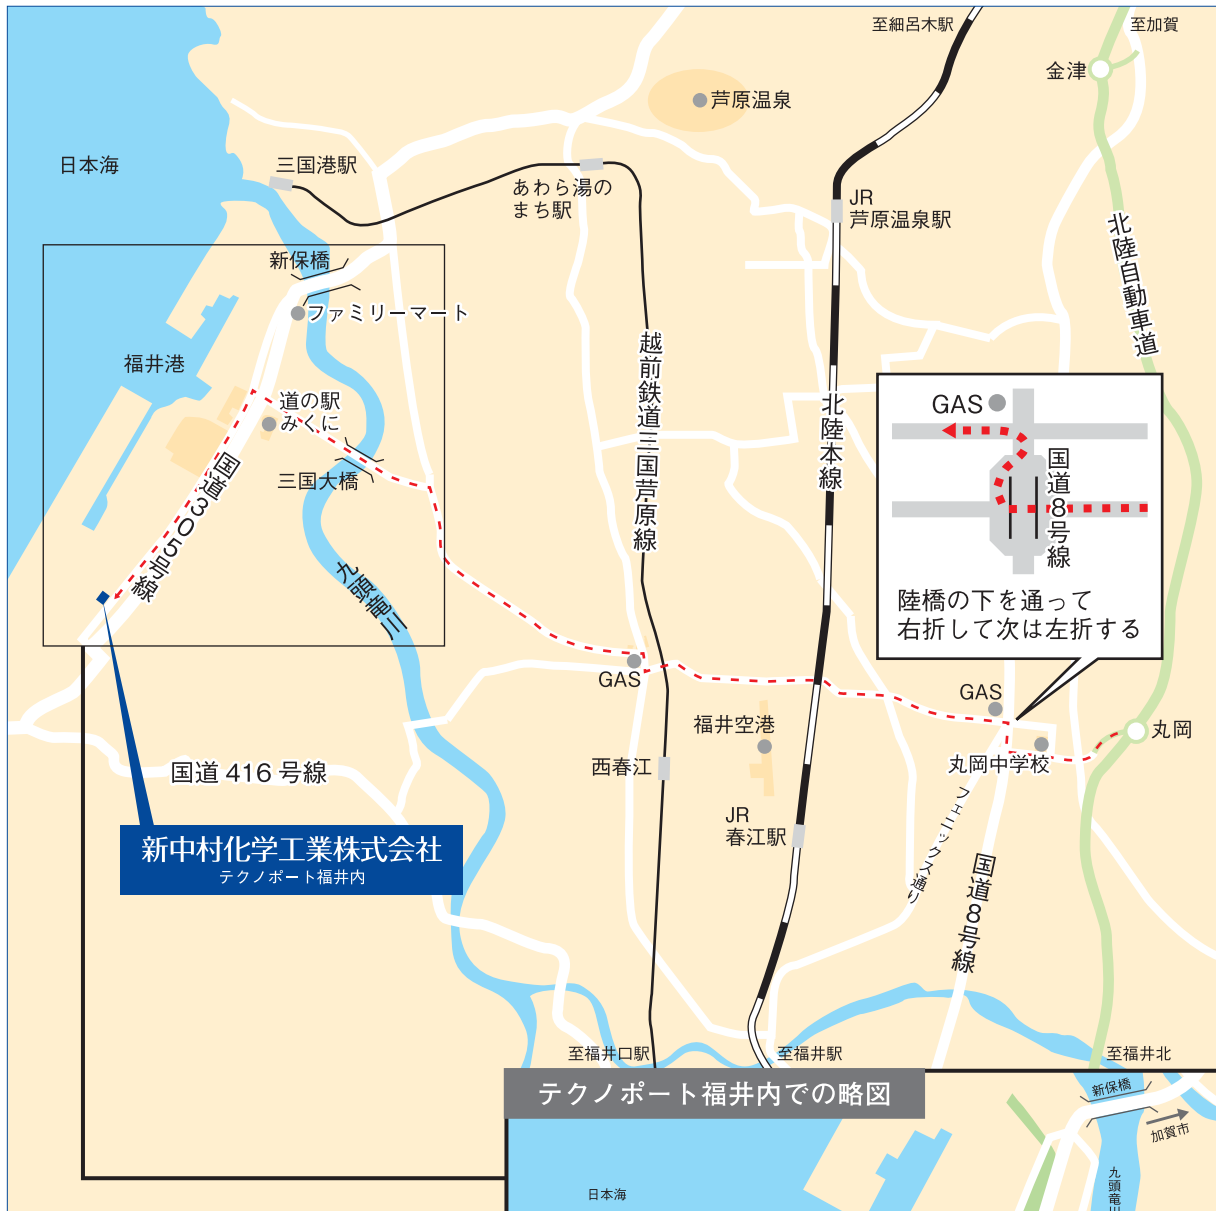 至細呂木駅
至加賀
金津
芦原温泉
日本海
三国港駅
あわら湯の
まち駅
JR
芦原温泉駅
北陸自動車道
新保橋
ファミリーマート
福井港
越前鉄道三国芦原線
北陸本線
道の駅
みくに
三国大橋
国道305号線
九頭竜川
GAS
国道8号線
陸橋の下を通って
右折して次は左折する
GAS
GAS
福井空港
丸岡
丸岡中学校
西春江
国道416号線
JR
春江駅
フェニックス通り
国道8号線
新中村化学工業株式会社
テクノポート福井内
至福井口駅
至福井駅
至福井北
テクノポート福井内での略図
新保橋
加賀市
日本海
九頭竜川